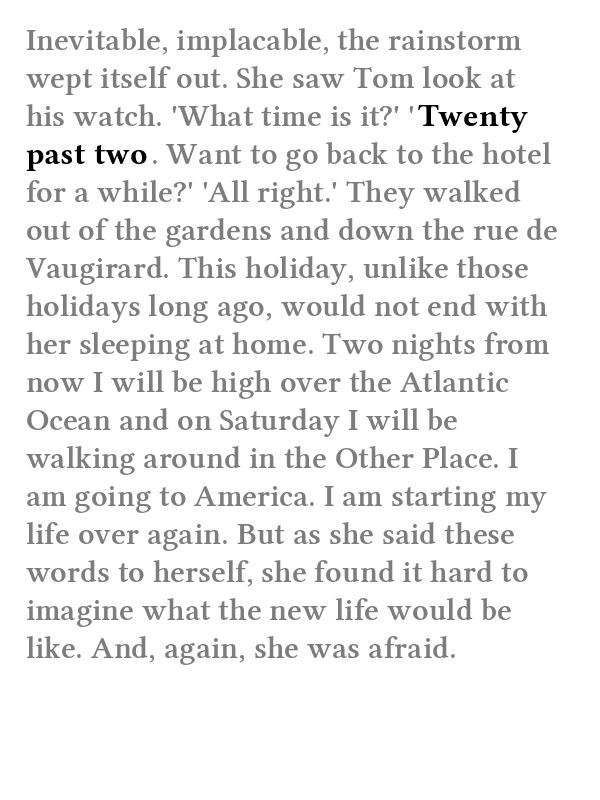 Inevitable, implacable, the rainstorm
wept itself out. She saw Tom look at
his watch. 'What time is it?' 'Twenty
past two. Want to go back to the hotel
for a while?' 'All right.' They walked
out of the gardens and down the rue de
Vaugirard. This holiday, unlike those
holidays long ago, would not end with
her sleeping at home. Two nights from
now I will be high over the Atlantic
Ocean and on Saturday I will be
walking around in the Other Place. I
am going to America. I am starting my
life over again. But as she said these
words to herself, she found it hard to
imagine what the new life would be
like. And, again, she was afraid.